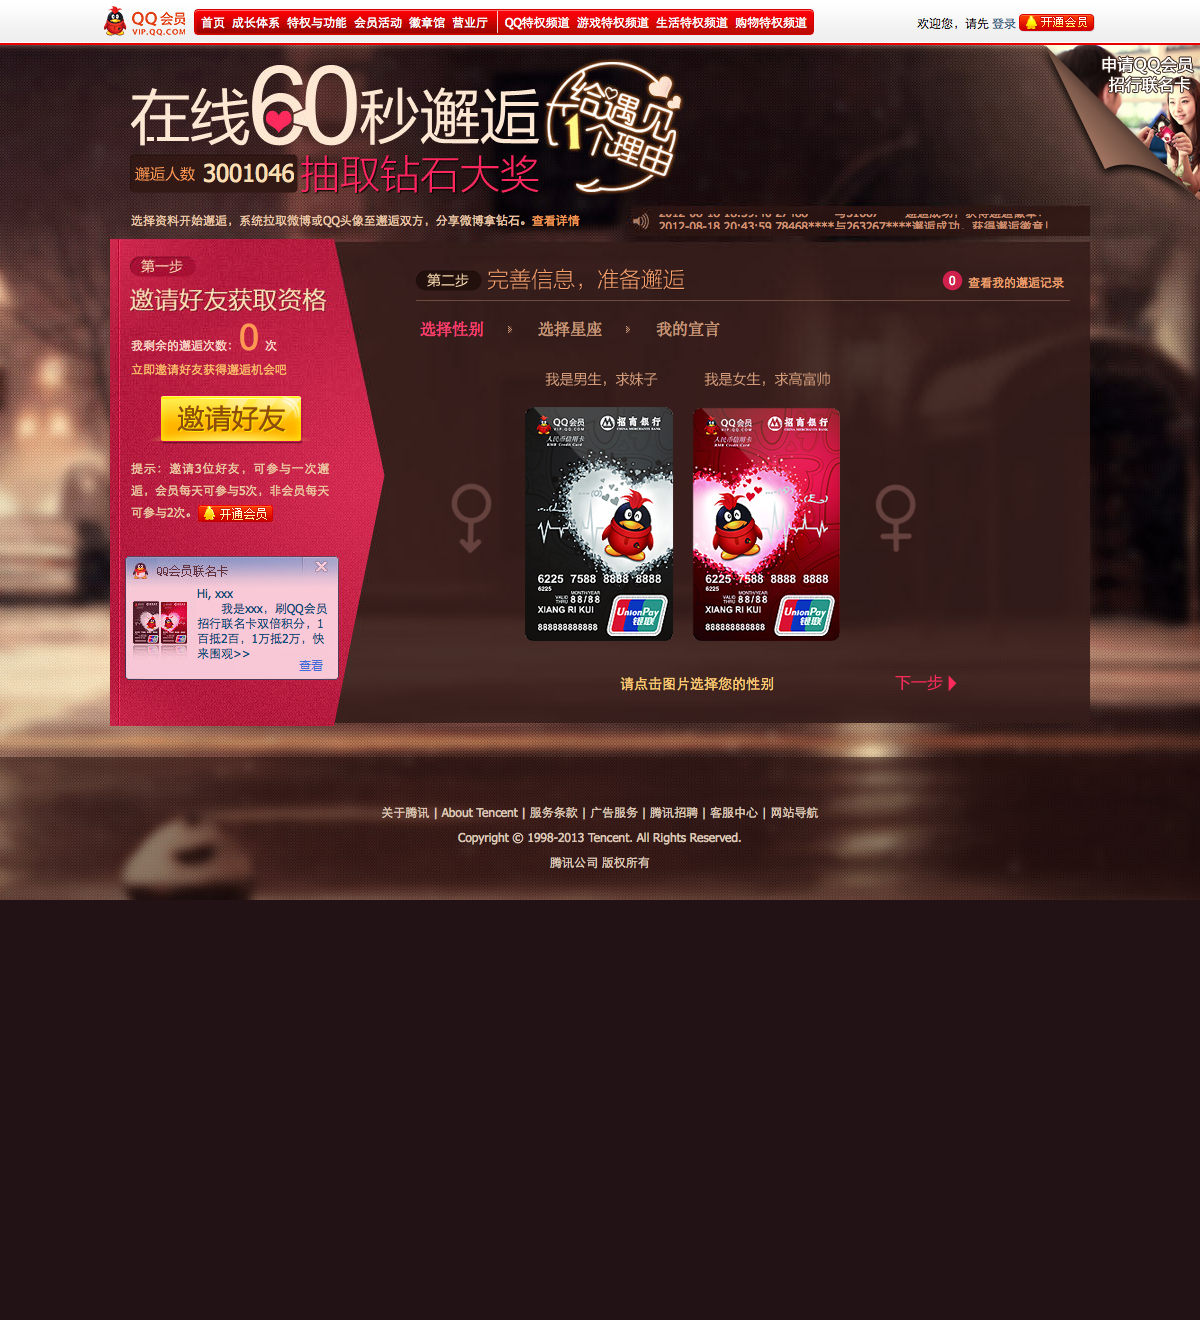 QQ会员
VIP.QQ.COM
首页 成长体系 特权与功能 会员活动 徽章馆 营业厅 QQ特权频道 游戏特权频道 生活特权频道 购物特权频道
欢迎您，请先 登录 开通会员
申请QQ会员
招行联名卡
在线60秒邂逅
给遇见
1个理由
邂逅人数 3001046 抽取钻石大奖
选择资料开始邂逅，系统拉取微博或QQ头像至邂逅双方，分享微博拿钻石。查看详情
2012-08-18 20:43:59 78468****与263267****邂逅成功，获得邂逅徽章！
第一步
邀请好友获取资格
我剩余的邂逅次数：0 次
立即邀请好友获得邂逅机会吧
邀请好友
提示：邀请3位好友，可参与一次邂
逅，会员每天可参与5次，非会员每天
可参与2次。 开通会员
QQ会员联名卡
Hi, xxx
我是xxx，刷QQ会员
招行联名卡双倍积分，1
百抵2百，1万抵2万，快
来围观>>
查看
第二步 完善信息，准备邂逅
0 查看我的邂逅记录
选择性别 选择星座 我的宣言
我是男生，求妹子 我是女生，求高富帅
QQ会员
VIP.QQ.COM
招商银行
CHINA MERCHANTS BANK
人民币信用卡
RMB Credit Card
6225 7588 8888 8888
6225
MONTH/YEAR
VALID THRU 88/88
XIANG RI KUI
888888888888
UnionPay
银联
QQ会员
VIP.QQ.COM
招商银行
CHINA MERCHANTS BANK
人民币信用卡
RMB Credit Card
6225 7588 8888 8888
6225
MONTH/YEAR
VALID THRU 88/88
XIANG RI KUI
888888888888
UnionPay
银联
请点击图片选择您的性别
下一步
关于腾讯 | About Tencent | 服务条款 | 广告服务 | 腾讯招聘 | 客服中心 | 网站导航
Copyright © 1998-2013 Tencent. All Rights Reserved.
腾讯公司 版权所有